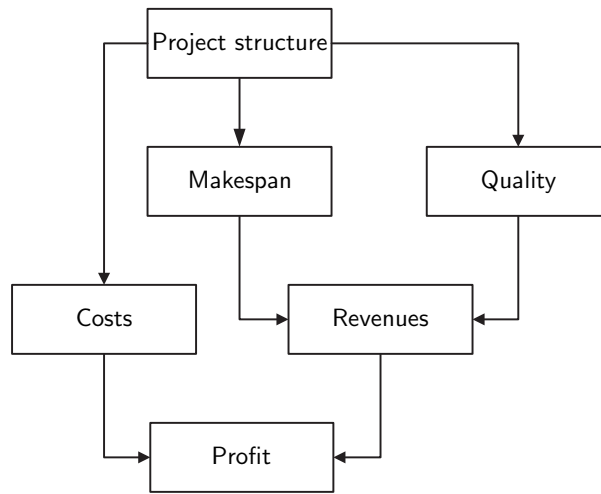 Project structure
Makespan
Quality
Costs
Revenues
Profit